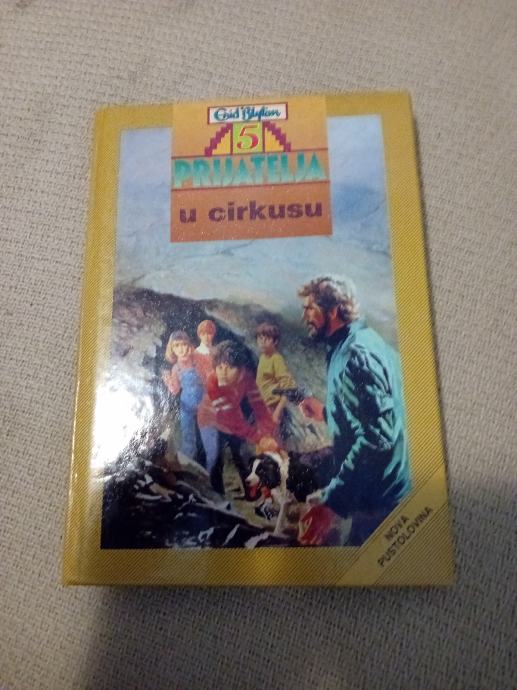 Enid Blyton
5
PRIJATELJA
u cirkusu
NOVA
PUSTOLOVINA